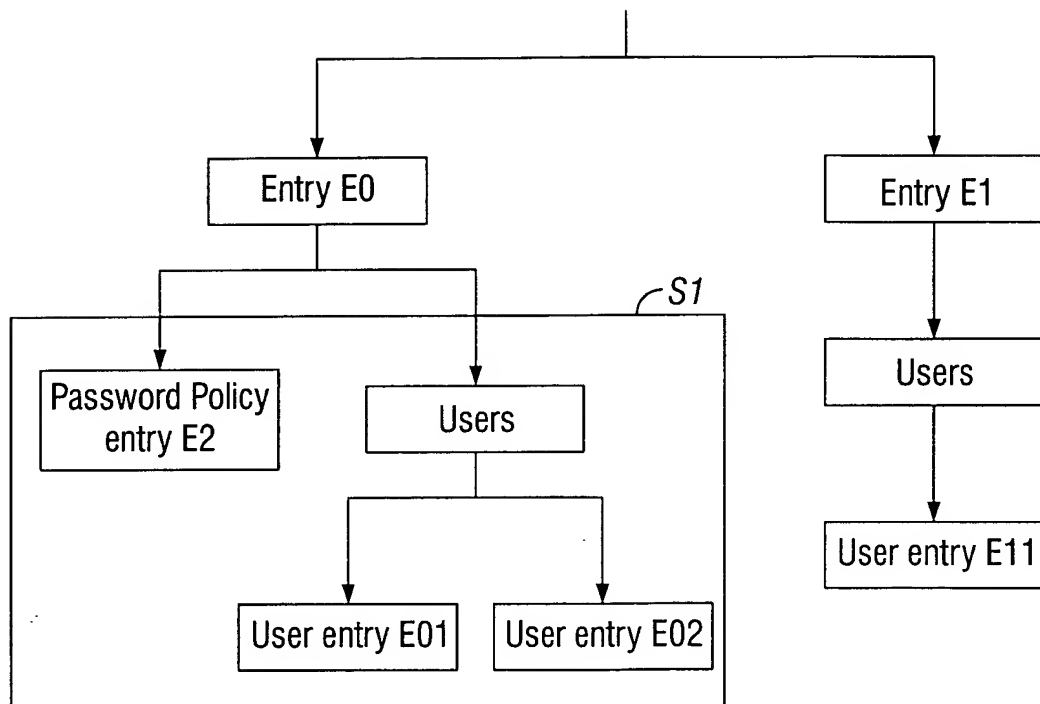 Entry E0
Entry E1
S1
Password Policy
entry E2
Users
Users
User entry E11
User entry E01
User entry E02